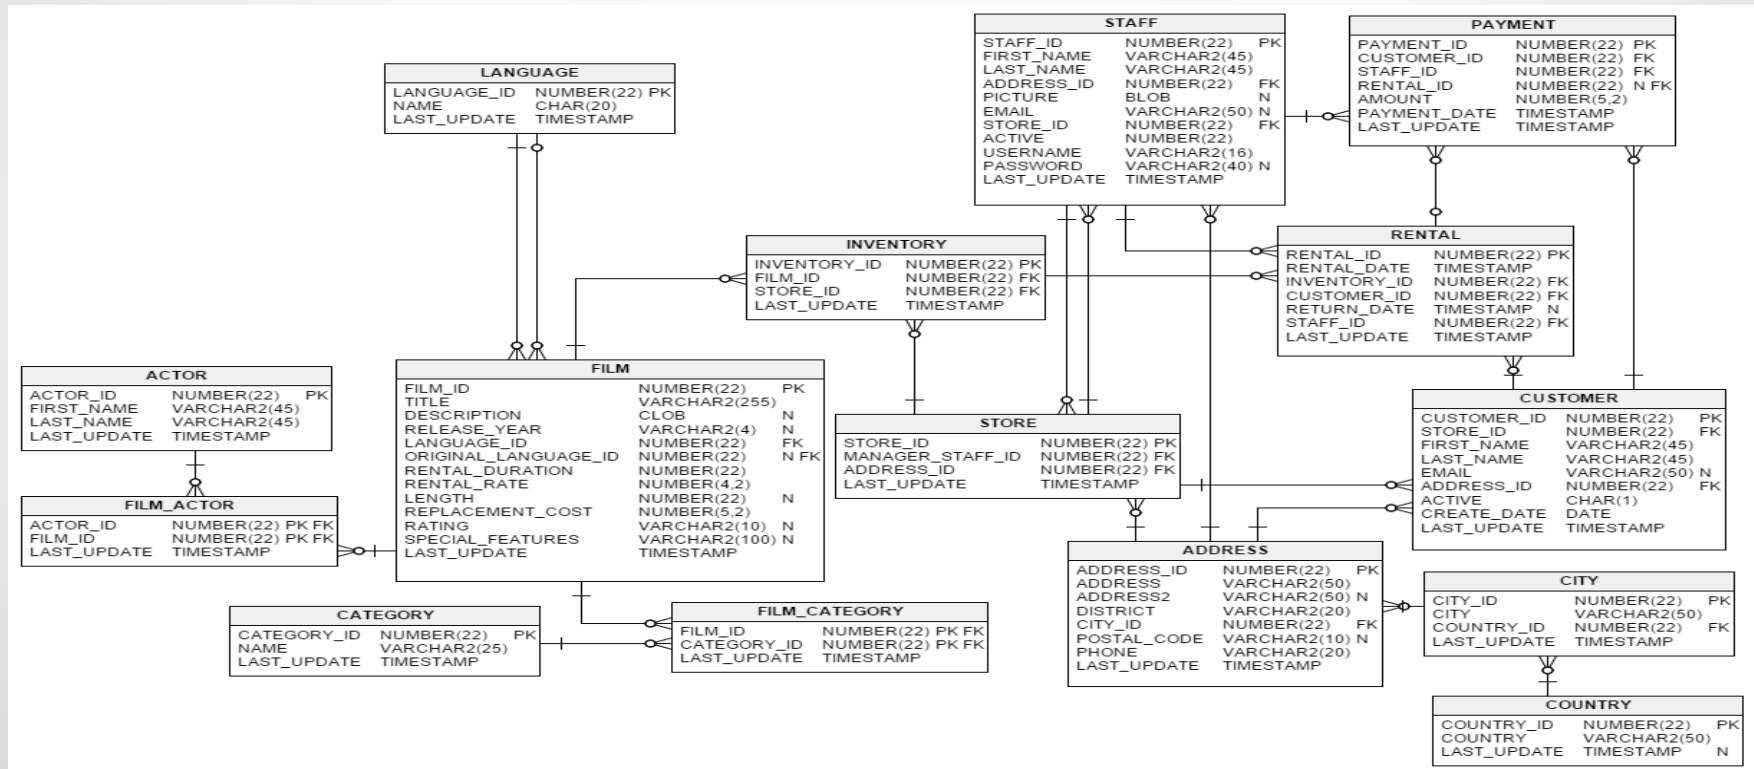 LANGUAGE
LANGUAGE_ID NUMBER(22) PK
NAME CHAR(20)
LAST_UPDATE TIMESTAMP
STAFF
STAFF_ID NUMBER(22) PK
FIRST_NAME VARCHAR2(45)
LAST_NAME VARCHAR2(45)
ADDRESS_ID NUMBER(22) FK
PICTURE BLOB N
EMAIL VARCHAR2(50) N
STORE_ID NUMBER(22) FK
ACTIVE NUMBER(22)
USERNAME VARCHAR2(16)
PASSWORD VARCHAR2(40) N
LAST_UPDATE TIMESTAMP
PAYMENT
PAYMENT_ID NUMBER(22) PK
CUSTOMER_ID NUMBER(22) FK
STAFF_ID NUMBER(22) FK
RENTAL_ID NUMBER(22) N FK
AMOUNT NUMBER(5,2)
PAYMENT_DATE TIMESTAMP
LAST_UPDATE TIMESTAMP
INVENTORY
INVENTORY_ID NUMBER(22) PK
FILM_ID NUMBER(22) FK
STORE_ID NUMBER(22) FK
LAST_UPDATE TIMESTAMP
RENTAL
RENTAL_ID NUMBER(22) PK
RENTAL_DATE TIMESTAMP
INVENTORY_ID NUMBER(22) FK
CUSTOMER_ID NUMBER(22) FK
RETURN_DATE TIMESTAMP N
STAFF_ID NUMBER(22) FK
LAST_UPDATE TIMESTAMP
ACTOR
ACTOR_ID NUMBER(22) PK
FIRST_NAME VARCHAR2(45)
LAST_NAME VARCHAR2(45)
LAST_UPDATE TIMESTAMP
FILM
FILM_ID NUMBER(22) PK
TITLE VARCHAR2(255)
DESCRIPTION CLOB N
RELEASE_YEAR VARCHAR2(4) N
LANGUAGE_ID NUMBER(22) FK
ORIGINAL_LANGUAGE_ID NUMBER(22) N FK
RENTAL_DURATION NUMBER(22)
RENTAL_RATE NUMBER(4,2)
LENGTH NUMBER(22) N
REPLACEMENT_COST NUMBER(5,2)
RATING VARCHAR2(10) N
SPECIAL_FEATURES VARCHAR2(100) N
LAST_UPDATE TIMESTAMP
STORE
STORE_ID NUMBER(22) PK
MANAGER_STAFF_ID NUMBER(22) FK
ADDRESS_ID NUMBER(22) FK
LAST_UPDATE TIMESTAMP
CUSTOMER
CUSTOMER_ID NUMBER(22) PK
STORE_ID NUMBER(22) FK
FIRST_NAME VARCHAR2(45)
LAST_NAME VARCHAR2(45)
EMAIL VARCHAR2(50) N
ADDRESS_ID NUMBER(22) FK
ACTIVE CHAR(1)
CREATE_DATE DATE
LAST_UPDATE TIMESTAMP
FILM_ACTOR
ACTOR_ID NUMBER(22) PK FK
FILM_ID NUMBER(22) PK FK
LAST_UPDATE TIMESTAMP
CATEGORY
CATEGORY_ID NUMBER(22) PK
NAME VARCHAR2(25)
LAST_UPDATE TIMESTAMP
FILM_CATEGORY
FILM_ID NUMBER(22) PK FK
CATEGORY_ID NUMBER(22) PK FK
LAST_UPDATE TIMESTAMP
ADDRESS
ADDRESS_ID NUMBER(22) PK
ADDRESS VARCHAR2(50)
ADDRESS2 VARCHAR2(50) N
DISTRICT VARCHAR2(20)
CITY_ID NUMBER(22) FK
POSTAL_CODE VARCHAR2(10) N
PHONE VARCHAR2(20)
LAST_UPDATE TIMESTAMP
CITY
CITY_ID NUMBER(22) PK
CITY VARCHAR2(50)
COUNTRY_ID NUMBER(22) FK
LAST_UPDATE TIMESTAMP
COUNTRY
COUNTRY_ID NUMBER(22) PK
COUNTRY VARCHAR2(50)
LAST_UPDATE TIMESTAMP N